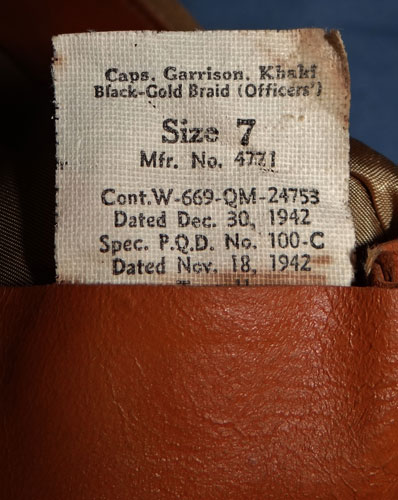 Caps, Garrison, Khaki
Black-Gold Braid (Officers')
Size 7
Mfr. No. 4771
Cont.W-669-QM-24753
Dated Dec. 30, 1942
Spec. P.Q.D. No. 100-C
Dated Nov. 18, 1942